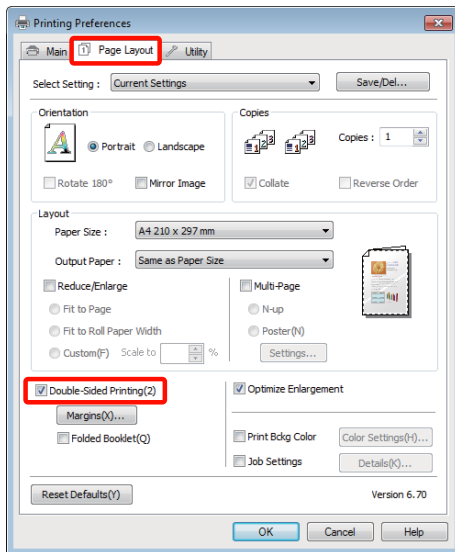 Printing Preferences
Main Page Layout Utility
Select Setting : Current Settings Save/Del...
Orientation
Portrait Landscape
Rotate 180° Mirror Image
Copies
Copies : 1
Collate Reverse Order
Layout
Paper Size : A4 210 x 297 mm
Output Paper : Same as Paper Size
Reduce/Enlarge
Fit to Page
Fit to Roll Paper Width
Custom(F) Scale to %
Multi-Page
N-up
Poster(N)
Settings...
Double-Sided Printing(2)
Margins(X)...
Folded Booklet(Q)
Optimize Enlargement
Print Bckg Color Color Settings(H)...
Job Settings Details(K)...
Reset Defaults(Y) Version 6.70
OK Cancel Help